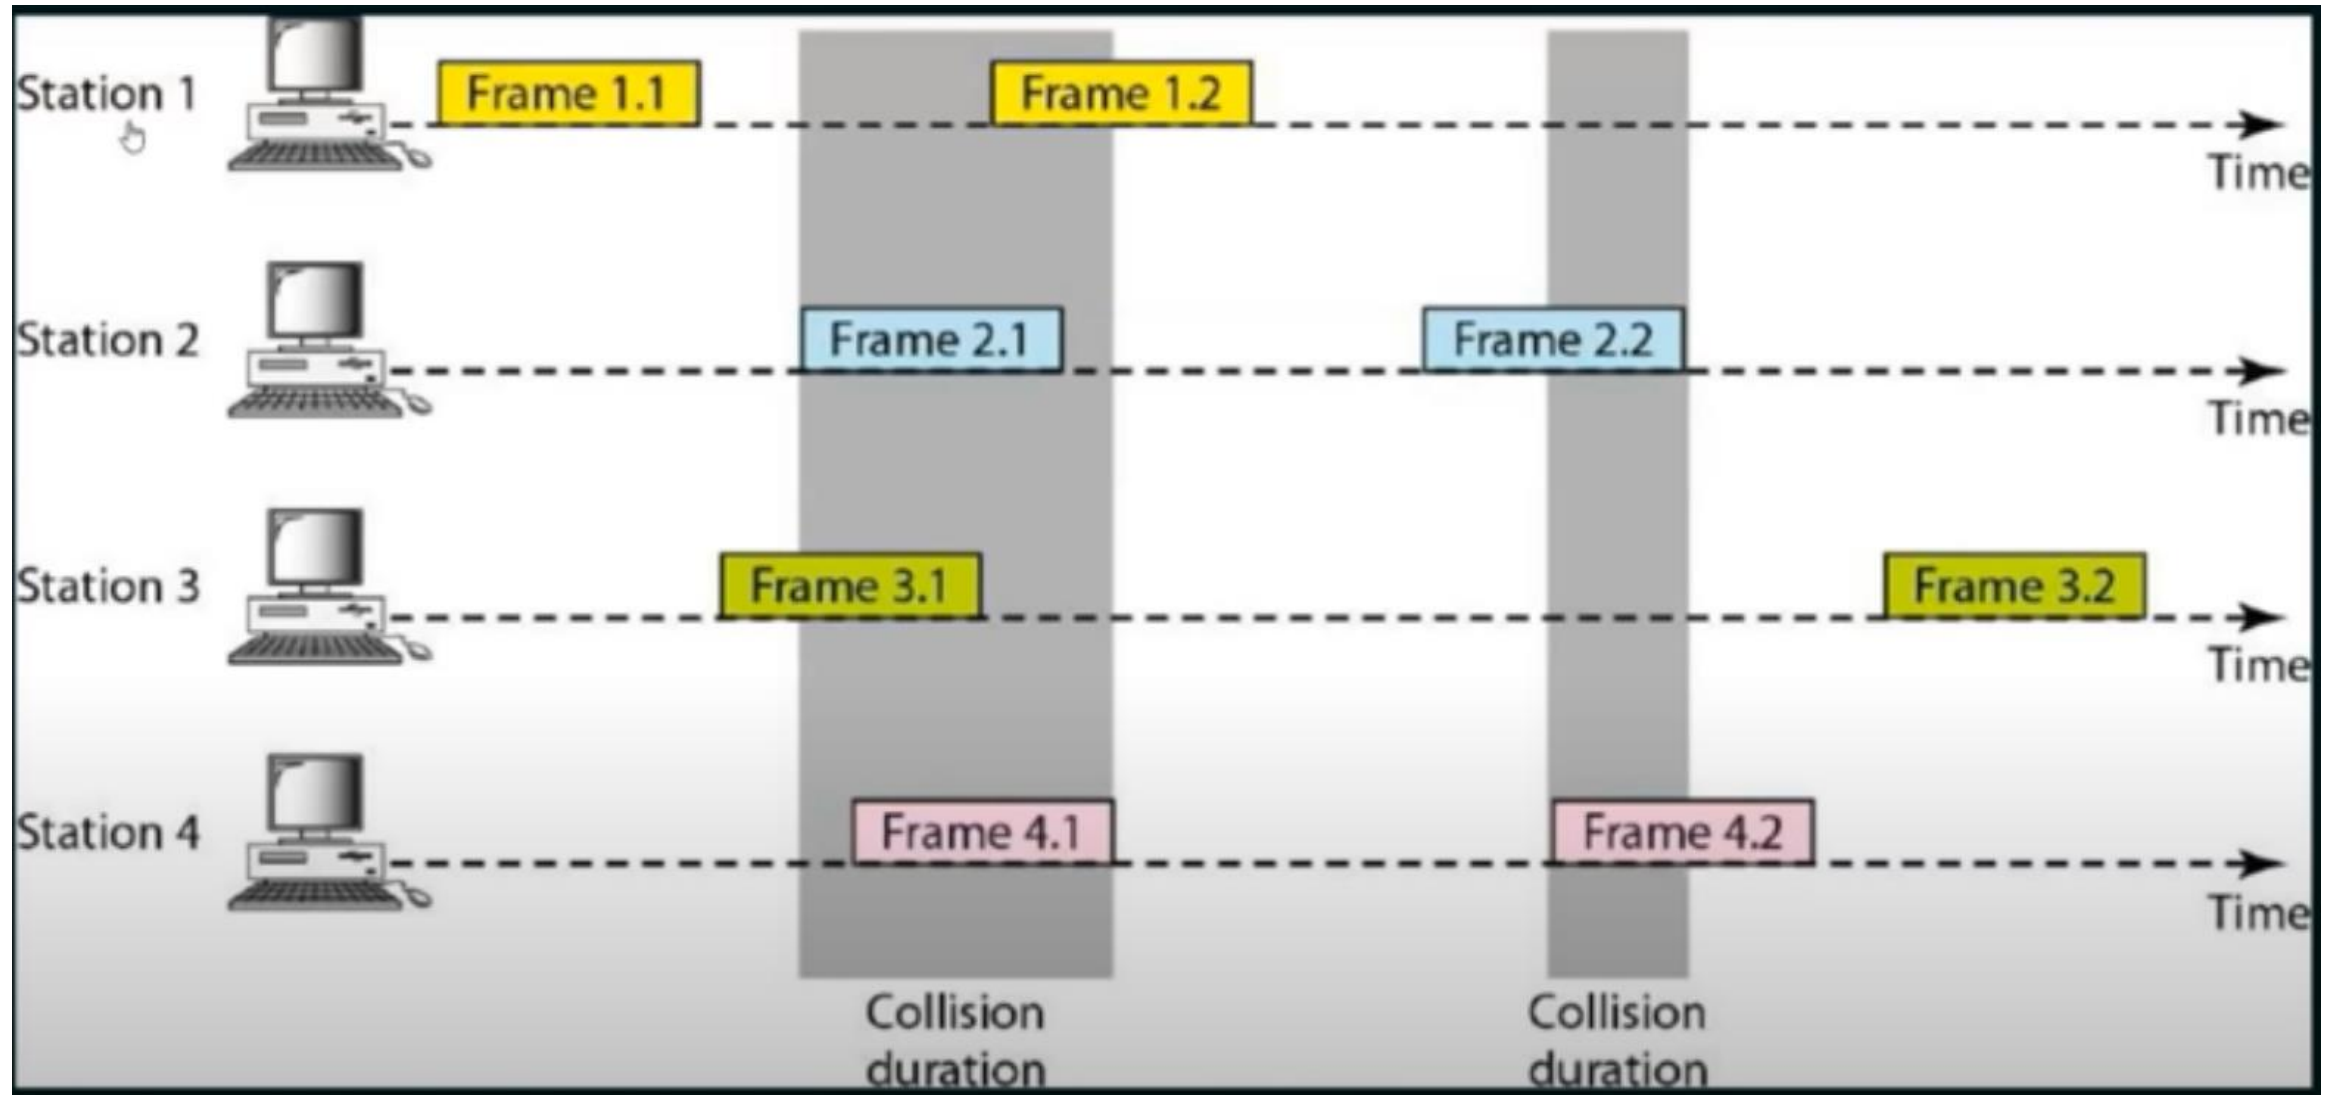 Station 1
Frame 1.1
Frame 1.2
Time
Station 2
Frame 2.1
Frame 2.2
Time
Station 3
Frame 3.1
Frame 3.2
Time
Station 4
Frame 4.1
Frame 4.2
Time
Collision
duration
Collision
duration